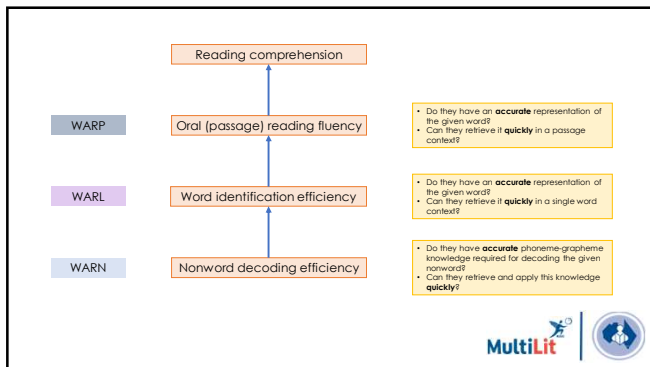 Reading comprehension
WARP
Oral (passage) reading fluency
• Do they have an accurate representation of
the given word?
• Can they retrieve it quickly in a passage
context?
WARL
Word identification efficiency
• Do they have an accurate representation of
the given word?
• Can they retrieve it quickly in a single word
context?
WARN
Nonword decoding efficiency
• Do they have accurate phoneme-grapheme
knowledge required for decoding the given
nonword?
• Can they retrieve and apply this knowledge
quickly?
MultiLit